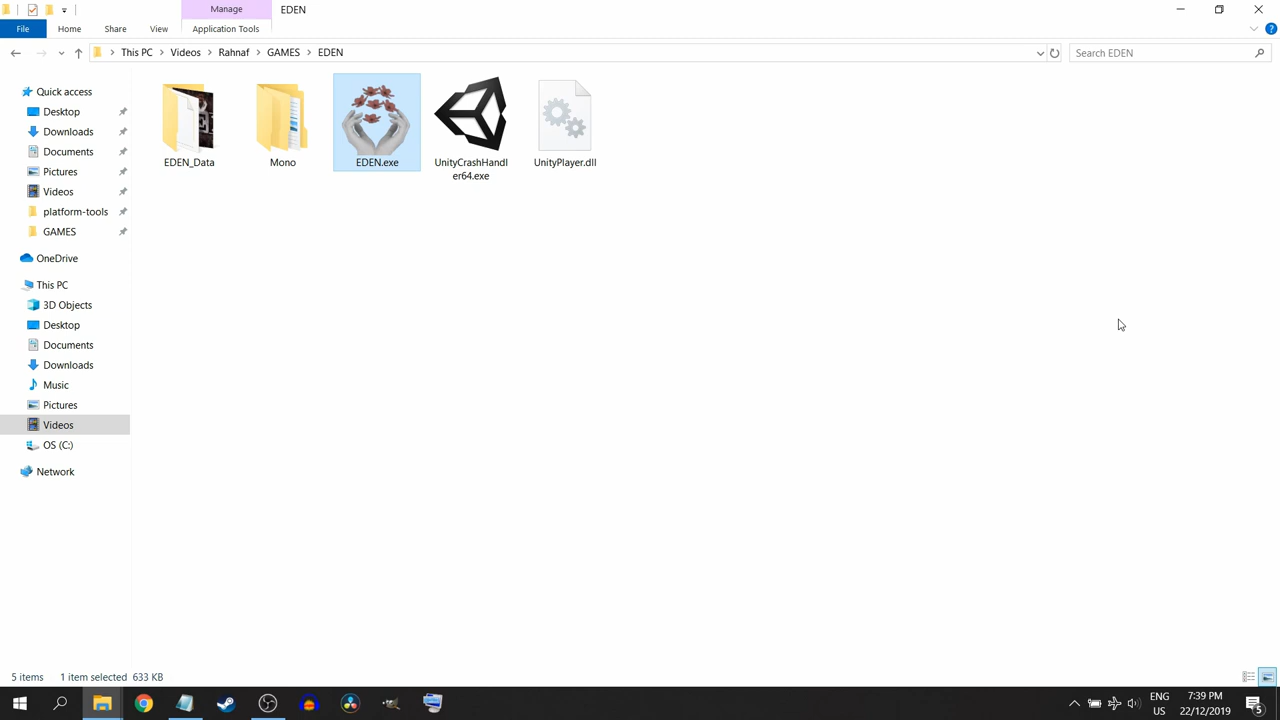 Manage
EDEN
File
Home
Share
View
Application Tools
This PC
Videos
Rahnaf
GAMES
EDEN
Search EDEN
Quick access
Desktop
Downloads
Documents
Pictures
Videos
platform-tools
GAMES
OneDrive
This PC
3D Objects
Desktop
Documents
Downloads
Music
Pictures
Videos
OS (C:)
Network
EDEN_Data
Mono
EDEN.exe
UnityCrashHandl
er64.exe
UnityPlayer.dll
5 items
1 item selected 633 KB
ENG
US
7:39 PM
22/12/2019
5